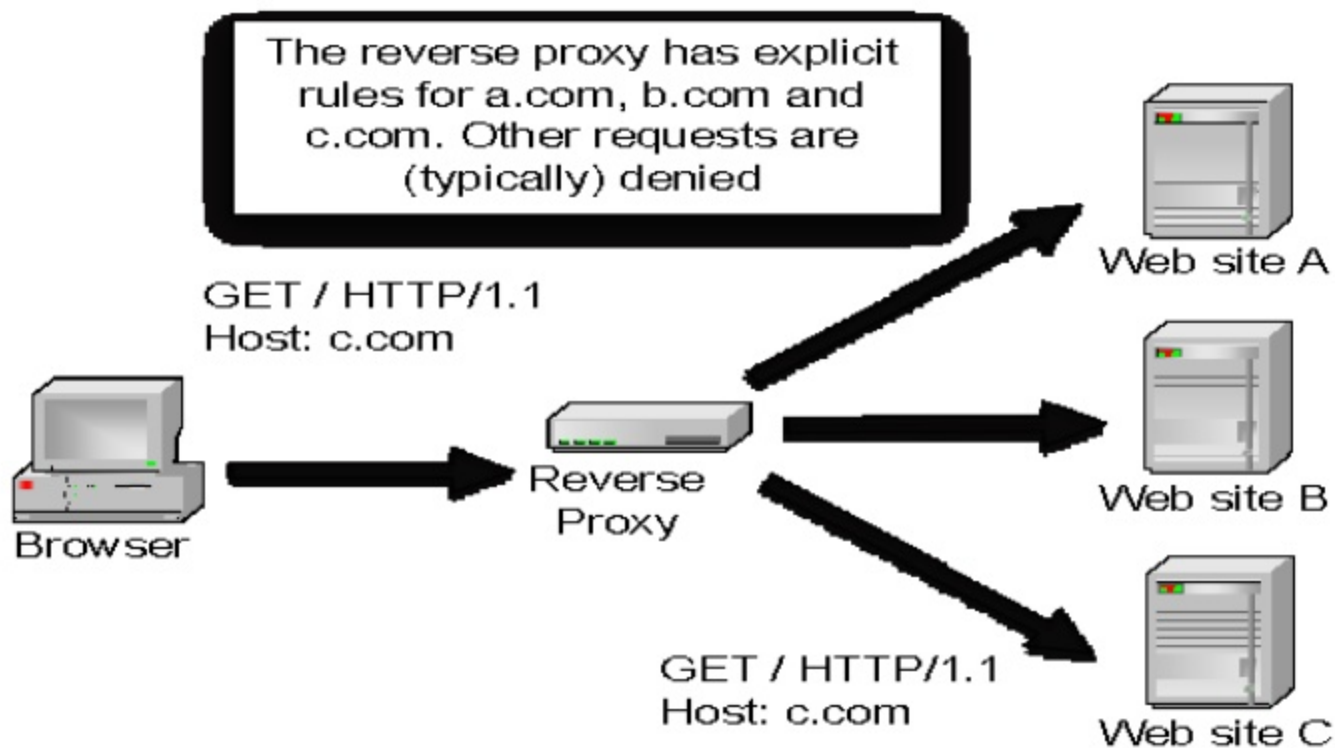 The reverse proxy has explicit
rules for a.com, b.com and
c.com. Other requests are
(typically) denied
GET / HTTP/1.1
Host: c.com
Browser
Reverse
Proxy
Web site A
Web site B
GET / HTTP/1.1
Host: c.com
Web site C